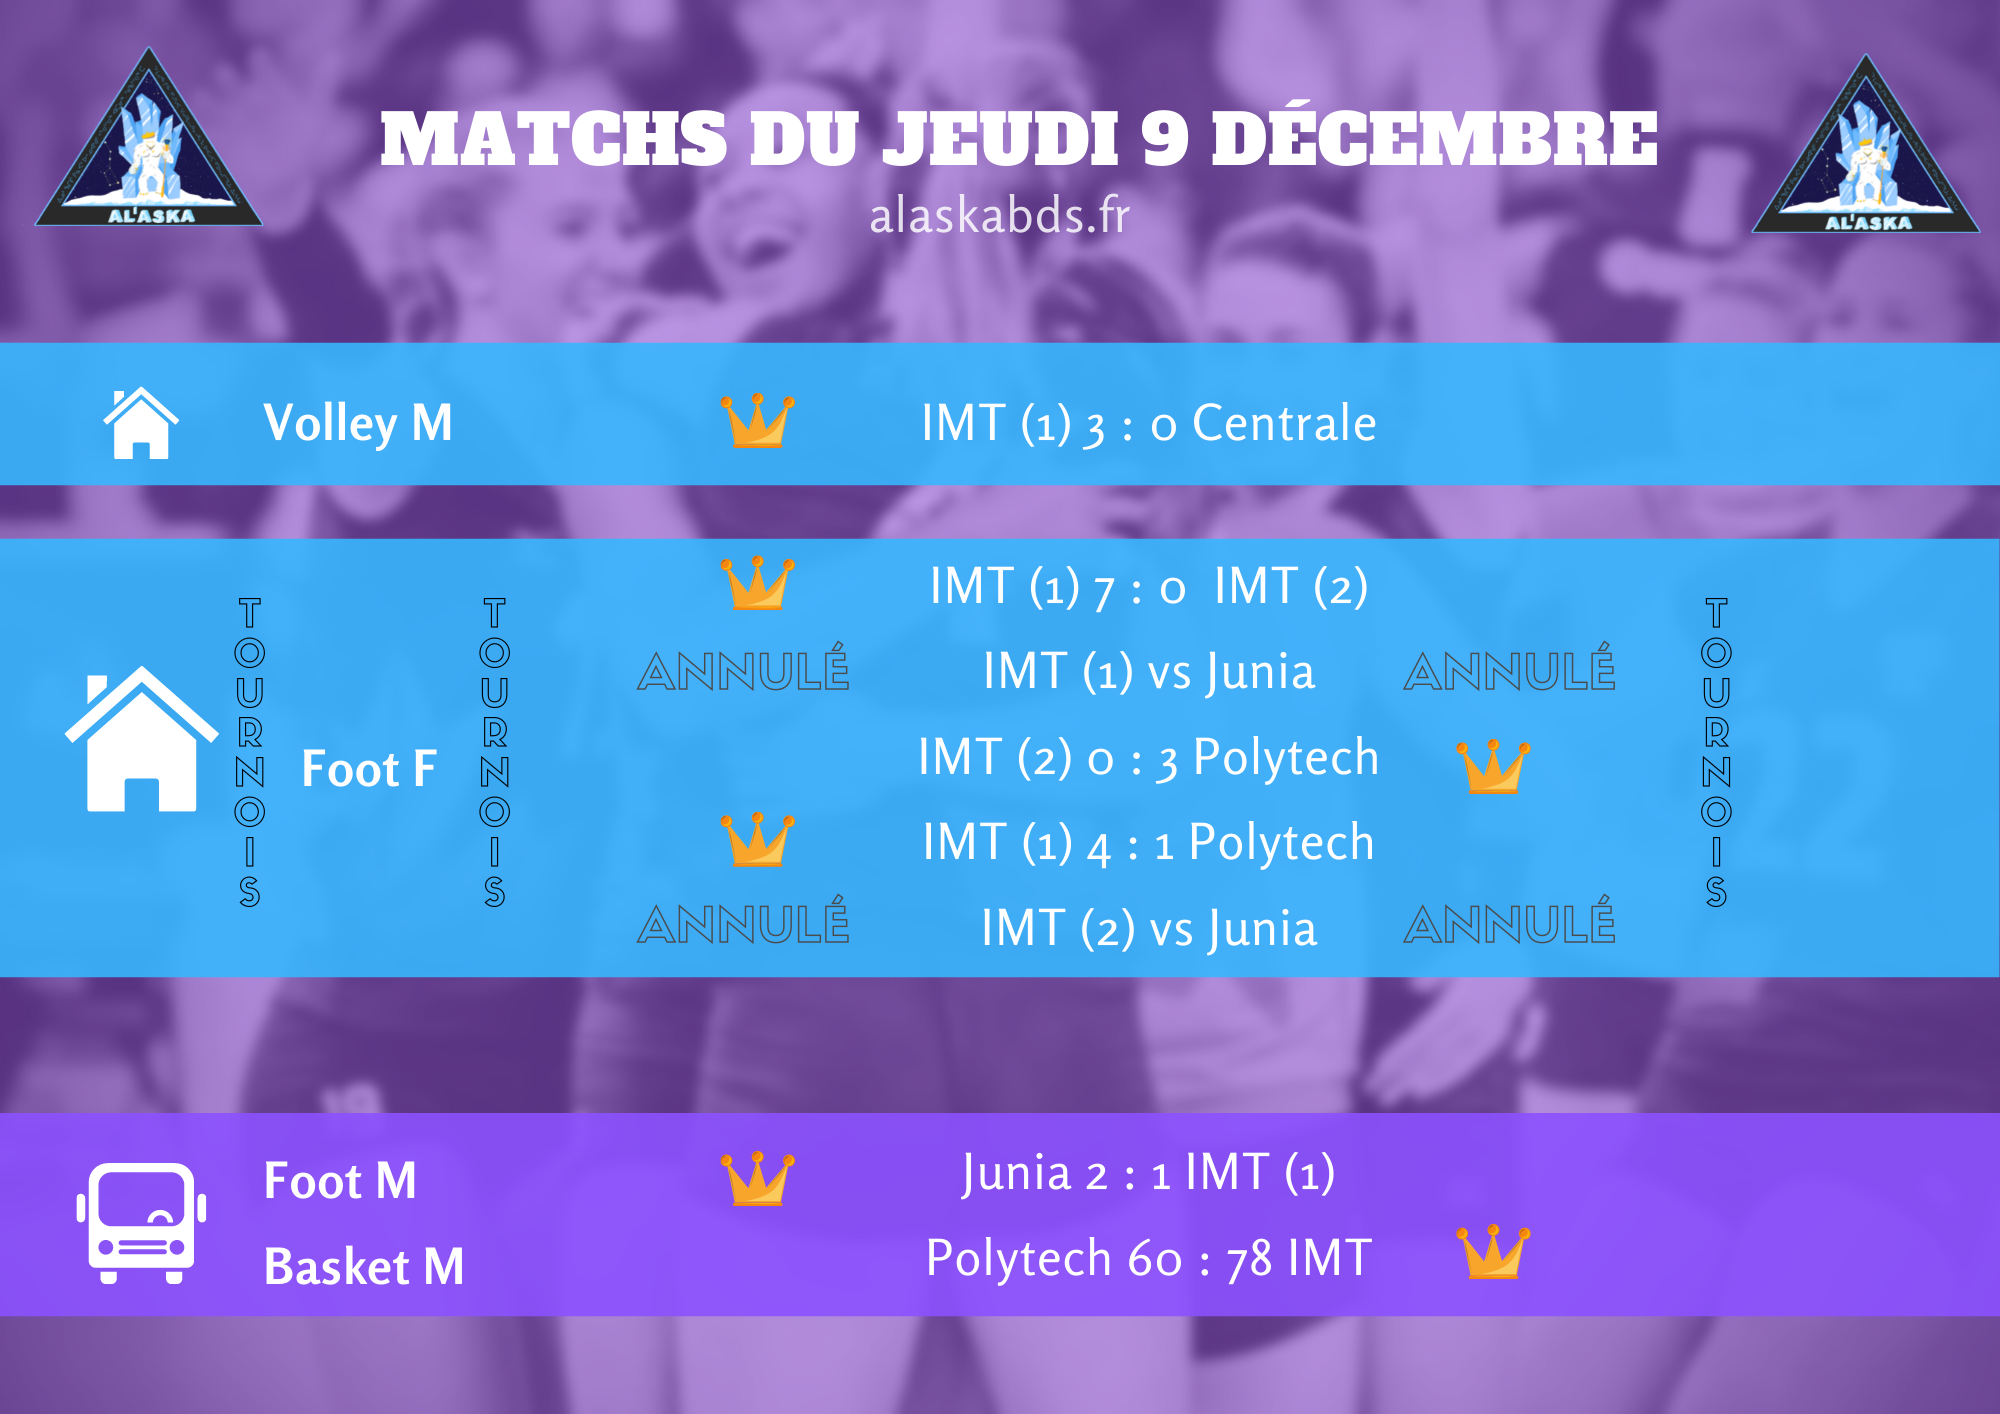 MATCHS DU JEUDI 9 DÉCEMBRE
alaskabds.fr
AL'ASKA
AL'ASKA
Volley M
IMT (1) 3 : 0 Centrale
TOURNOIS
Foot F
TOURNOIS
IMT (1) 7 : 0 IMT (2)
ANNULÉ IMT (1) vs Junia ANNULÉ
IMT (2) 0 : 3 Polytech
IMT (1) 4 : 1 Polytech
ANNULÉ IMT (2) vs Junia ANNULÉ
TOURNOIS
Foot M
Junia 2 : 1 IMT (1)
Basket M
Polytech 60 : 78 IMT
19
22